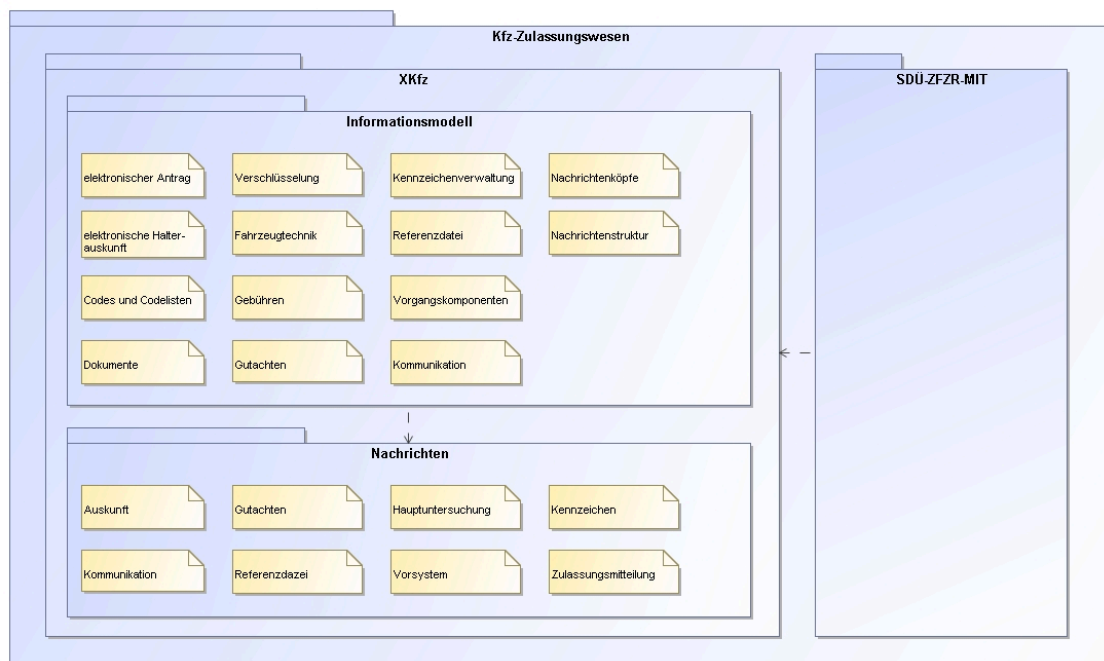 Kfz-Zulassungswesen
XKfz
SDÜ-ZFZR-MIT
Informationsmodell
elektronischer Antrag
Verschlüsselung
Kennzeichenverwaltung
Nachrichtenköpfe
elektronische Halter-
auskunft
Fahrzeugtechnik
Referenzdatei
Nachrichtenstruktur
Codes und Codelisten
Gebühren
Vorgangskomponenten
Dokumente
Gutachten
Kommunikation
Nachrichten
Auskunft
Gutachten
Hauptuntersuchung
Kennzeichen
Kommunikation
Referenzdazei
Vorsystem
Zulassungsmitteilung